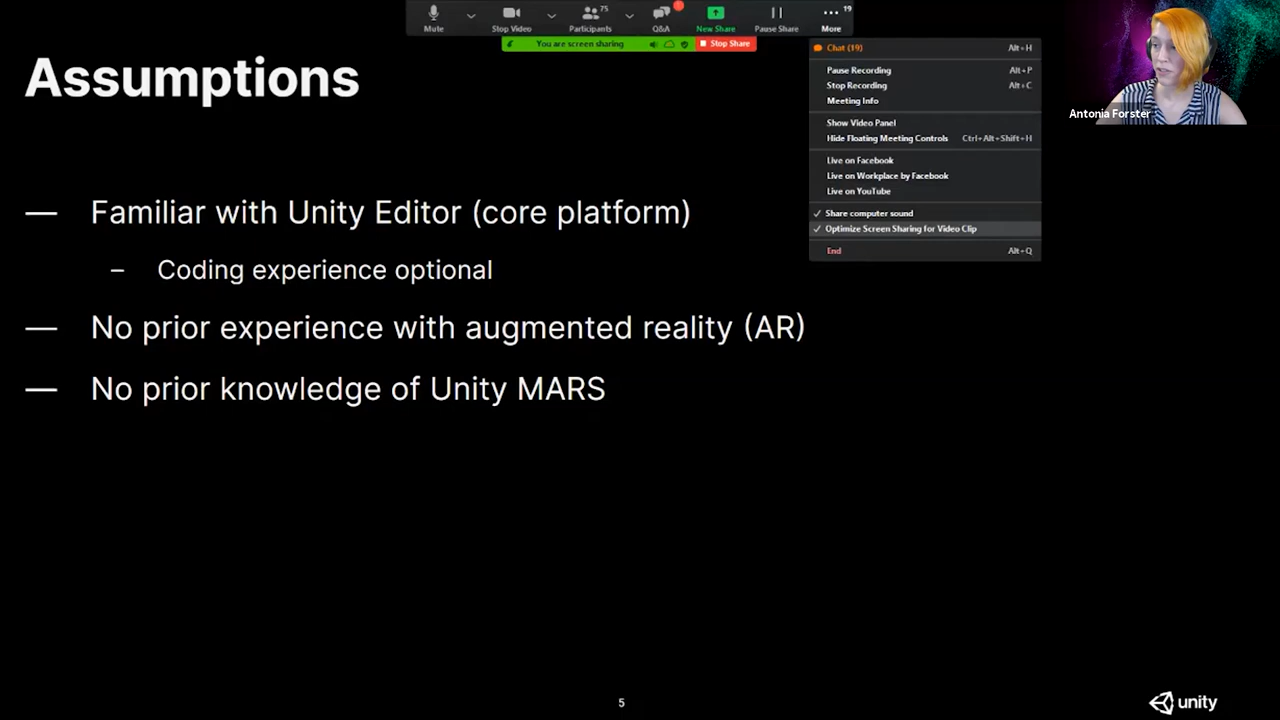 75
19
Mute
Stop Video
Participants
Q&A
New Share
Pause Share
More
You are screen sharing
Stop Share
Chat (19) Alt+H
Pause Recording Alt+P
Stop Recording Alt+C
Meeting Info
Show Video Panel
Hide Floating Meeting Controls Ctrl+Alt+Shift+H
Live on Facebook
Live on Workplace by Facebook
Live on YouTube
Share computer sound
Optimize Screen Sharing for Video Clip
End Alt+Q
Antonia Forster
Assumptions
— Familiar with Unity Editor (core platform)
– Coding experience optional
— No prior experience with augmented reality (AR)
— No prior knowledge of Unity MARS
5
unity